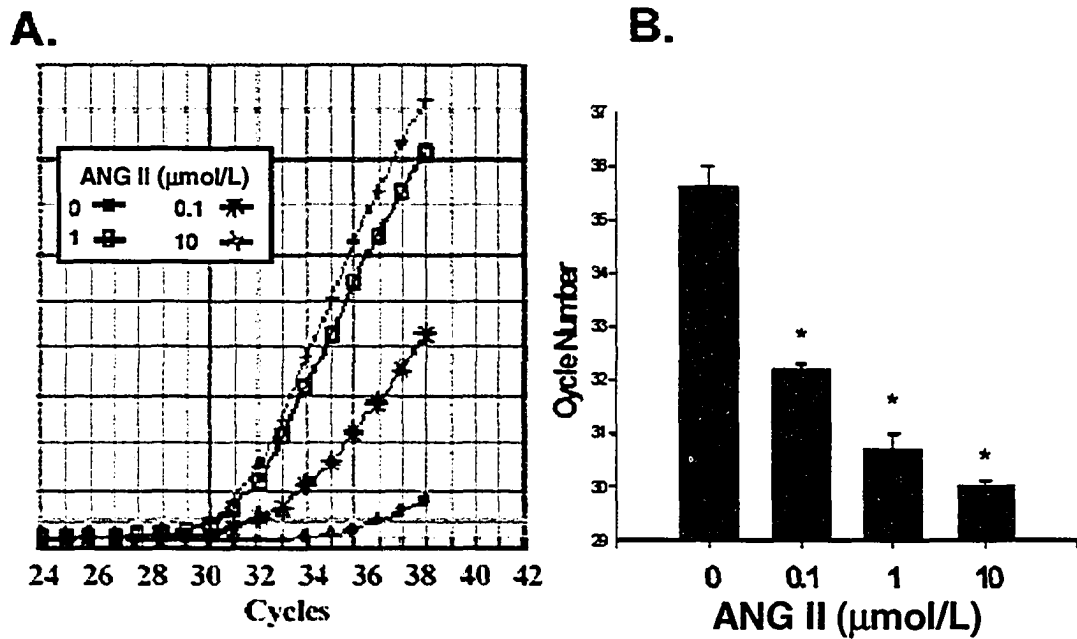 A.
ANG II (μmol/L)
0 0.1
1 10
24 26 28 30 32 34 36 38 40 42
Cycles
B.
Cycle Number
37
36
35
34
33
32
31
30
29
*
*
*
0 0.1 1 10
ANG II (μmol/L)